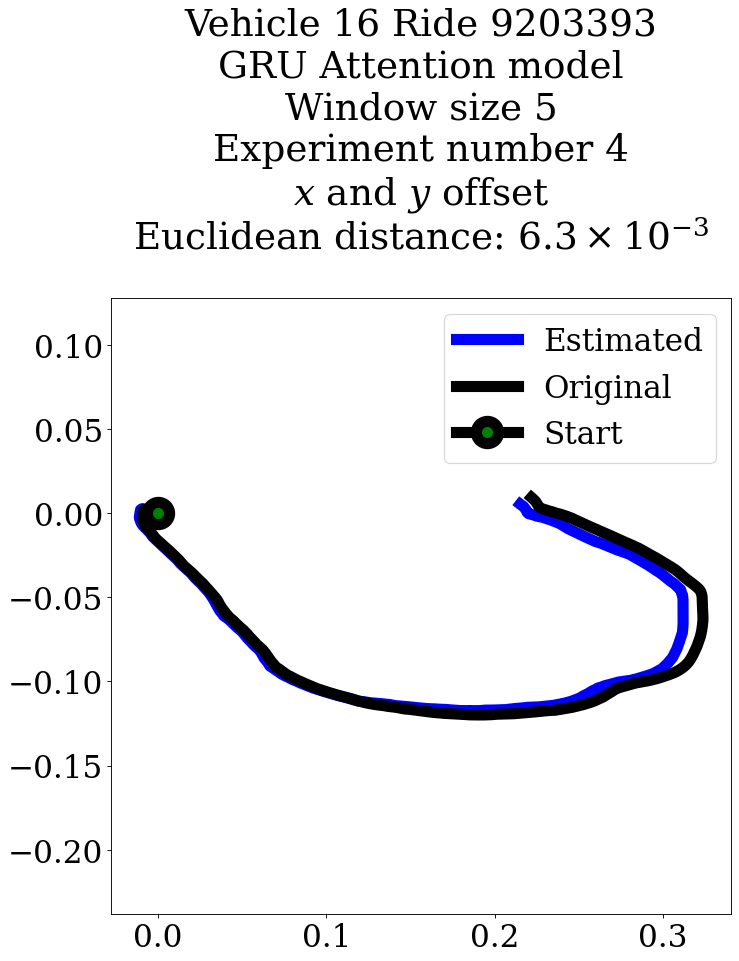 Vehicle 16 Ride 9203393
GRU Attention model
Window size 5
Experiment number 4
x and y offset
Euclidean distance: 6.3 × 10⁻³
Estimated
Original
Start
0.10
0.05
0.00
−0.05
−0.10
−0.15
−0.20
0.0 0.1 0.2 0.3